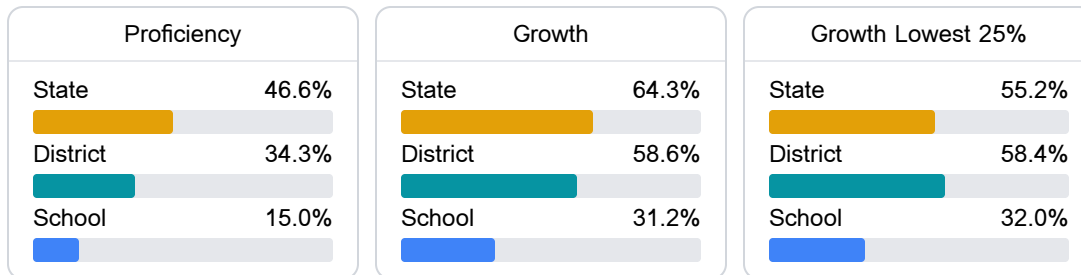 Proficiency
State 46.6%
District 34.3%
School 15.0%
Growth
State 64.3%
District 58.6%
School 31.2%
Growth Lowest 25%
State 55.2%
District 58.4%
School 32.0%